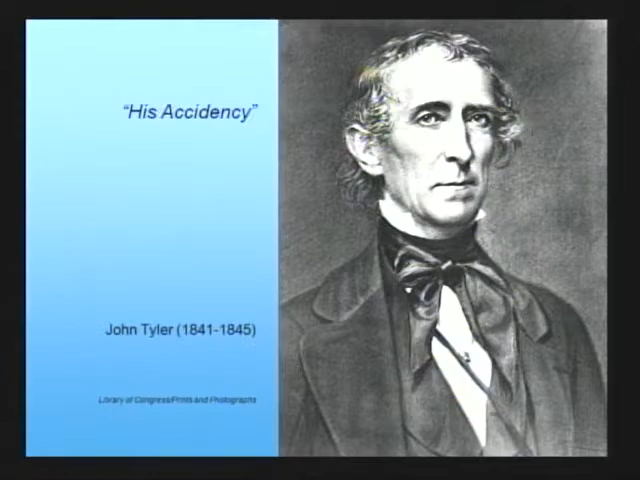 “His Accidency”
John Tyler (1841-1845)
Library of Congress/Prints and Photographs